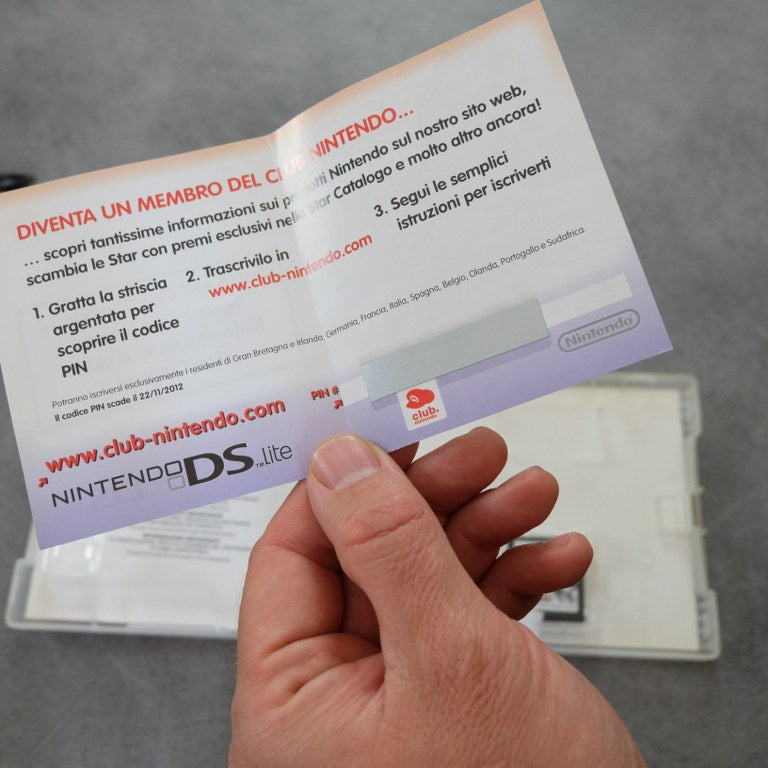 DIVENTA UN MEMBRO DEL CLUB NINTENDO...
... scopri tantissime informazioni sui prodotti Nintendo sul nostro sito web,
scambia le Star con premi esclusivi nello Star Catalogo e molto altro ancora!
1. Gratta la striscia
argentata per
scoprire il codice
PIN
2. Trascrivilo in
www.club-nintendo.com
3. Segui le semplici
istruzioni per iscriverti
Potranno iscriversi esclusivamente i residenti di Gran Bretagna e Irlanda, Germania, Francia, Italia, Spagna, Belgio, Olanda, Portogallo e Sudafrica.
Il codice PIN scade il 22/11/2012
www.club-nintendo.com
PIN #
NINTENDO DS™ Lite
club.
nintendo
Nintendo